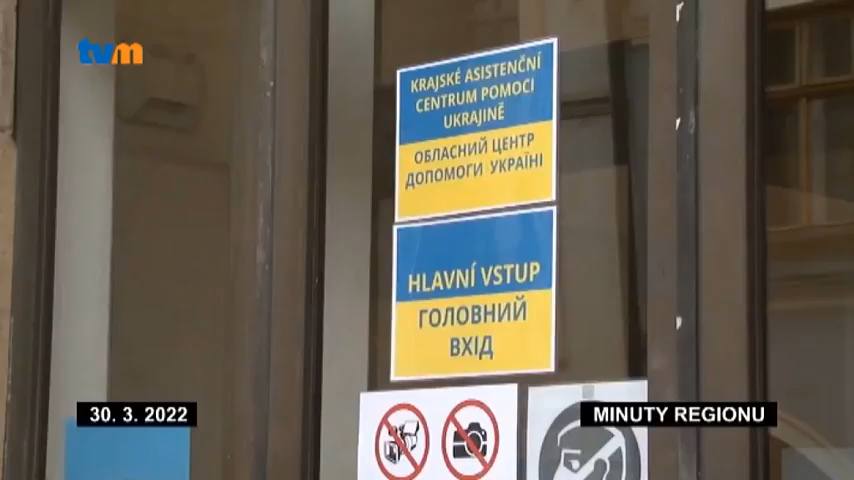 tvm
KRAJSKÉ ASISTENČNÍ
CENTRUM POMOCI
UKRAJINĚ
ОБЛАСНИЙ ЦЕНТР
ДОПОМОГИ УКРАЇНІ
HLAVNÍ VSTUP
ГОЛОВНИЙ
ВХІД
30. 3. 2022
MINUTY REGIONU